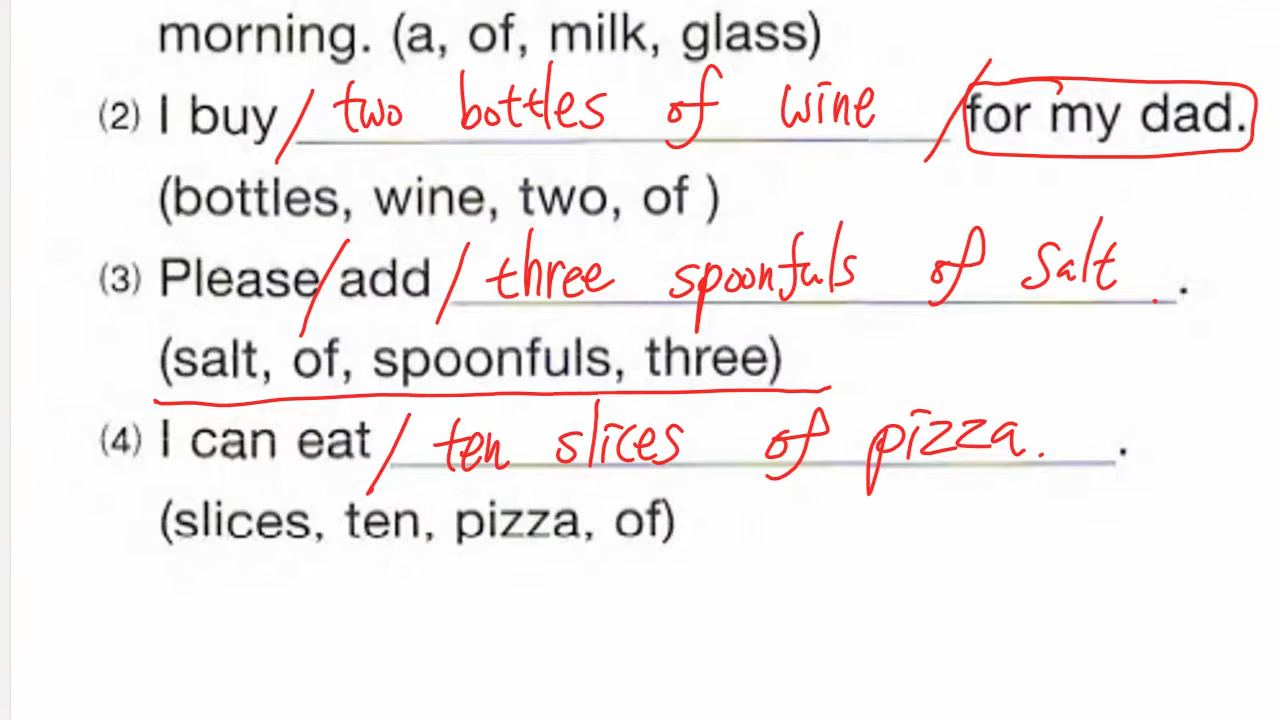 morning. (a, of, milk, glass)
(2) I buy / two bottles of wine / for my dad.
(bottles, wine, two, of )
(3) Please / add / three spoonfuls of salt .
(salt, of, spoonfuls, three)
(4) I can eat / ten slices of pizza. .
(slices, ten, pizza, of)